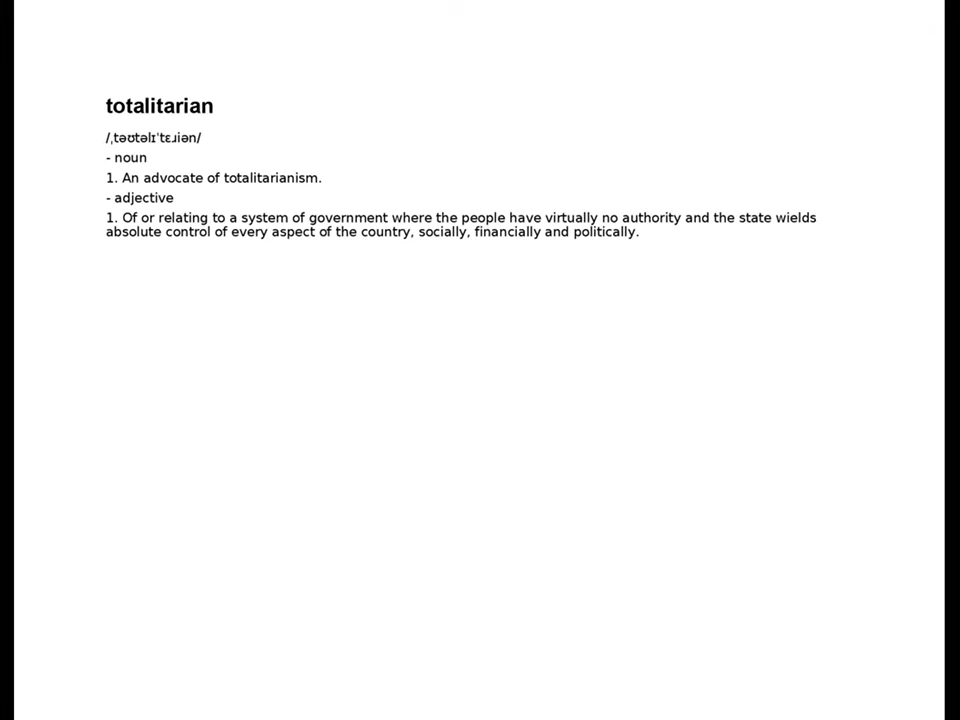 totalitarian
/ˌtəʊtəlɪˈtɛɹiən/
- noun
1. An advocate of totalitarianism.
- adjective
1. Of or relating to a system of government where the people have virtually no authority and the state wields
absolute control of every aspect of the country, socially, financially and politically.